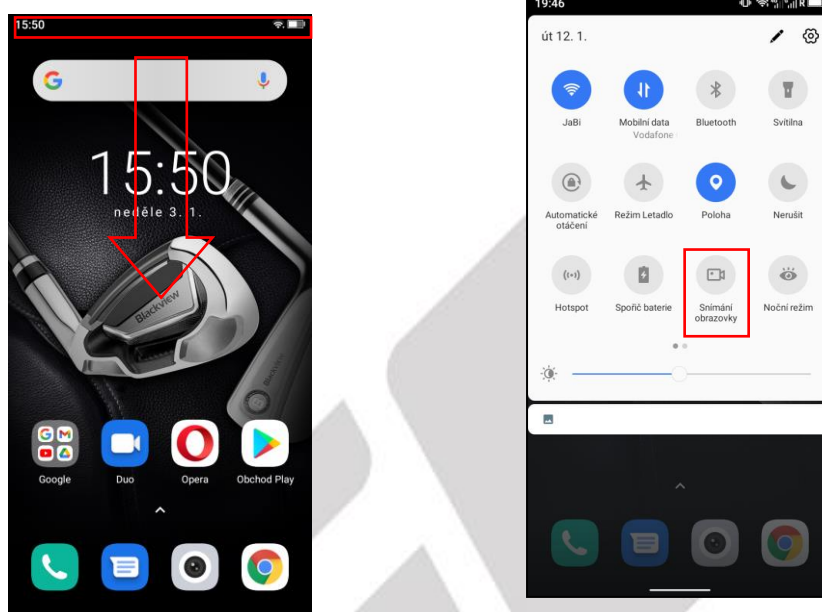 15:50
15:50
neděle 3. 1.
Blackview
Google
Duo
Opera
Obchod Play
19:46
R
út 12. 1.
JaBi
Mobilní data
Bluetooth
Svítilna
Vodafone
Automatické
otáčení
Režim Letadlo
Poloha
Nerušit
Hotspot
Spořič baterie
Snímání
obrazovky
Noční režim